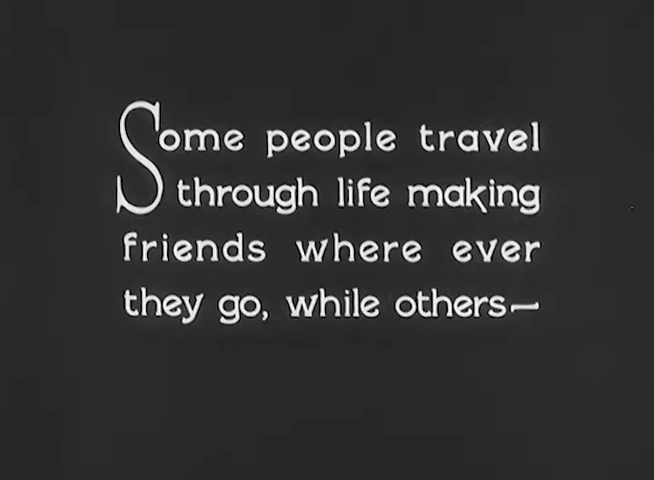 Some people travel
through life making
friends where ever
they go, while others—